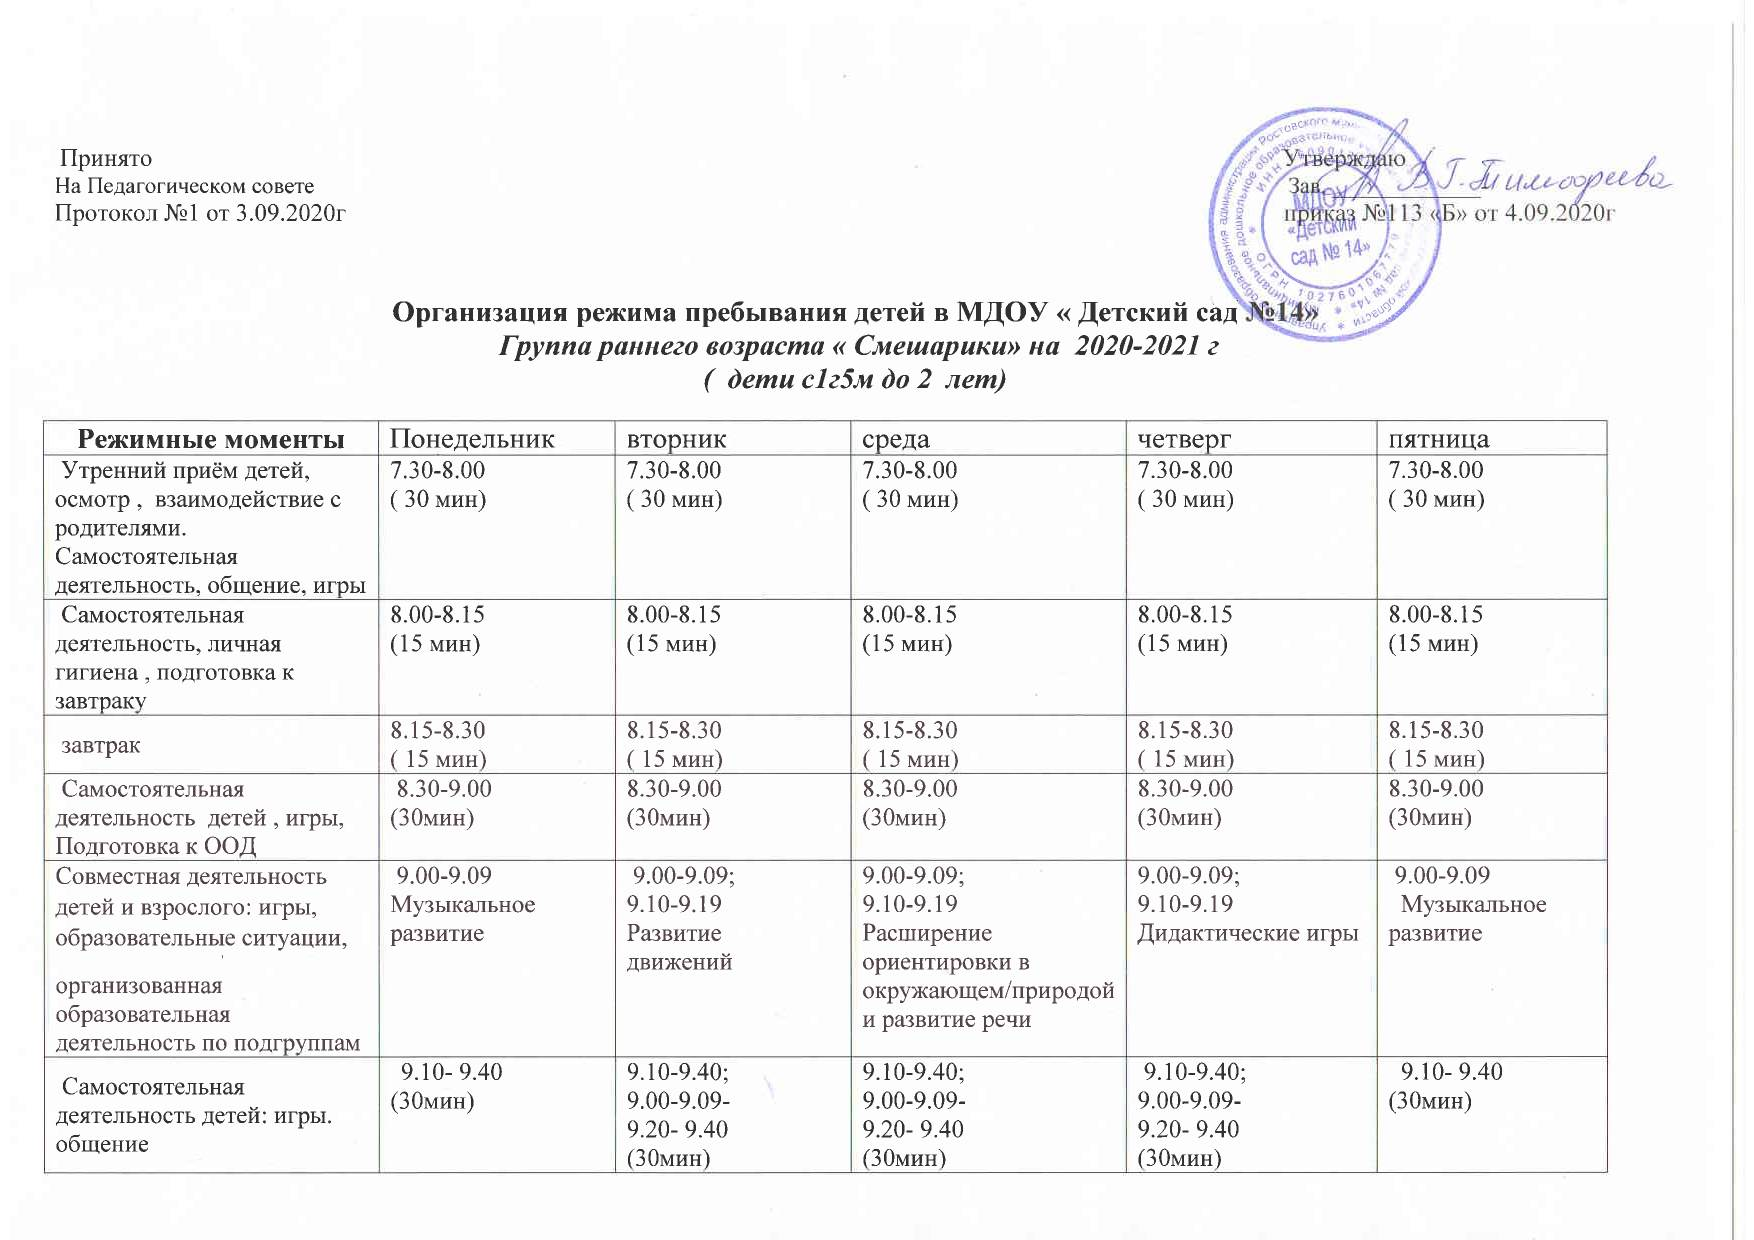 Принято
На Педагогическом совете
Протокол №1 от 3.09.2020г
Утверждаю
Зав. В.Г.Тимофеева
приказ №113 «Б» от 4.09.2020г
МДОУ
«Детский
сад № 14»
ОГРН 1027601067770
Организация режима пребывания детей в МДОУ « Детский сад №14»
Группа раннего возраста « Смешарики» на 2020-2021 г
( дети с1г5м до 2 лет)
Режимные моменты Понедельник вторник среда четверг пятница
Утренний приём детей, 7.30-8.00 7.30-8.00 7.30-8.00 7.30-8.00 7.30-8.00
осмотр , взаимодействие с ( 30 мин) ( 30 мин) ( 30 мин) ( 30 мин) ( 30 мин)
родителями.
Самостоятельная
деятельность, общение, игры
Самостоятельная 8.00-8.15 8.00-8.15 8.00-8.15 8.00-8.15 8.00-8.15
деятельность, личная (15 мин) (15 мин) (15 мин) (15 мин) (15 мин)
гигиена , подготовка к
завтраку
завтрак
8.15-8.30 8.15-8.30 8.15-8.30 8.15-8.30 8.15-8.30
( 15 мин) ( 15 мин) ( 15 мин) ( 15 мин) ( 15 мин)
Самостоятельная 8.30-9.00 8.30-9.00 8.30-9.00 8.30-9.00 8.30-9.00
деятельность детей , игры, (30мин) (30мин) (30мин) (30мин) (30мин)
Подготовка к ООД
Совместная деятельность 9.00-9.09 9.00-9.09; 9.00-9.09; 9.00-9.09; 9.00-9.09
детей и взрослого: игры, Музыкальное 9.10-9.19 9.10-9.19 9.10-9.19 Музыкальное
образовательные ситуации, развитие Развитие Расширение Дидактические игры развитие
движений ориентировки в
организованная окружающем/природой
образовательная и развитие речи
деятельность по подгруппам
Самостоятельная 9.10- 9.40 9.10-9.40; 9.10-9.40; 9.10-9.40; 9.10- 9.40
деятельность детей: игры. (30мин) 9.00-9.09- 9.00-9.09- 9.00-9.09- (30мин)
общение 9.20- 9.40 9.20- 9.40 9.20- 9.40
(30мин) (30мин) (30мин)